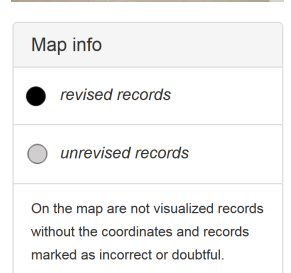 Map info
revised records
unrevised records
On the map are not visualized records
without the coordinates and records
marked as incorrect or doubtful.